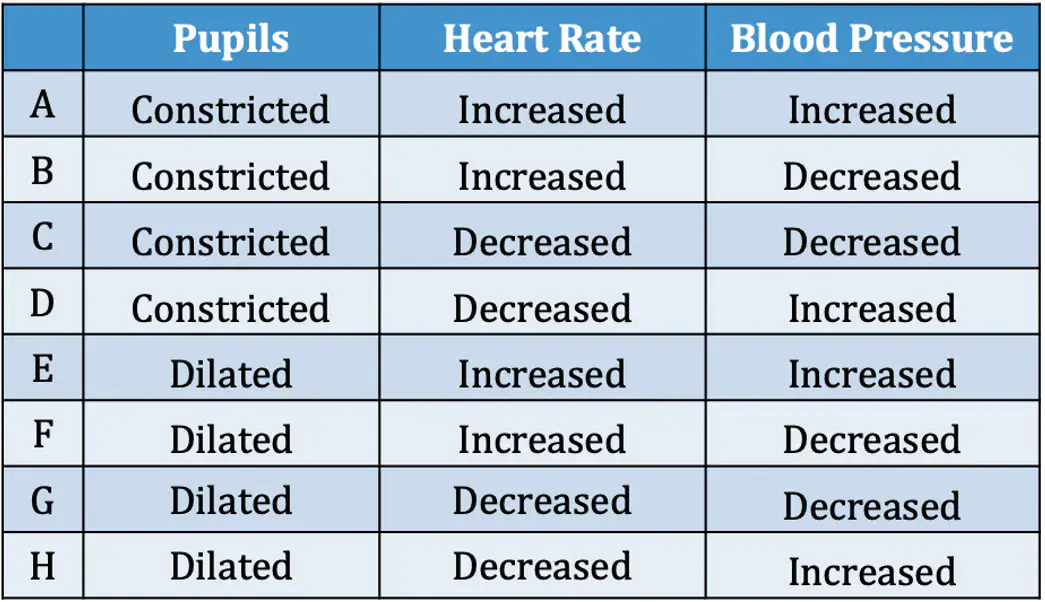 Pupils Heart Rate Blood Pressure
A Constricted Increased Increased
B Constricted Increased Decreased
C Constricted Decreased Decreased
D Constricted Decreased Increased
E Dilated Increased Increased
F Dilated Increased Decreased
G Dilated Decreased Decreased
H Dilated Decreased Increased